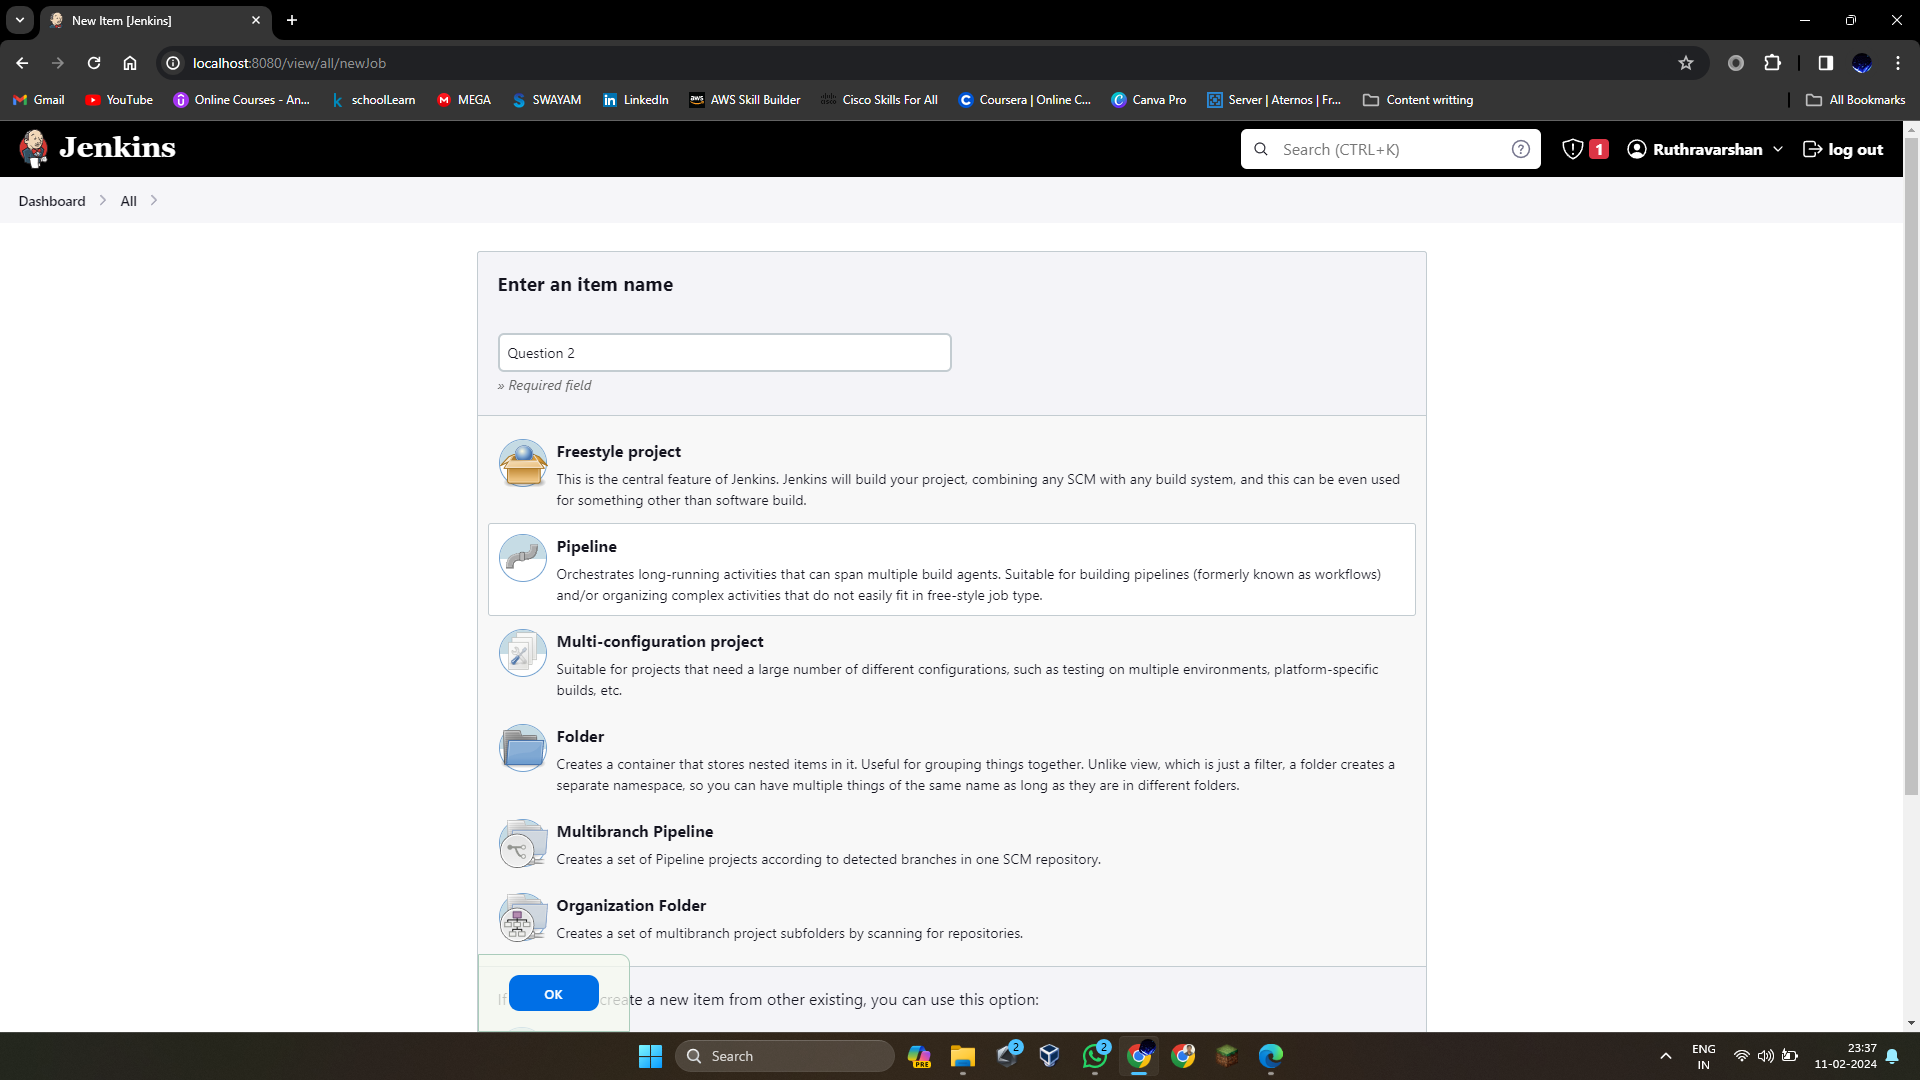 New Item [Jenkins]
localhost:8080/view/all/newJob
Gmail YouTube Online Courses - An... schoolLearn MEGA SWAYAM LinkedIn AWS Skill Builder Cisco Skills For All Coursera | Online C... Canva Pro Server | Aternos | Fr... Content writting All Bookmarks
Jenkins Search (CTRL+K) 1 Ruthravarshan log out
Dashboard All
Enter an item name
Question 2
» Required field
Freestyle project
This is the central feature of Jenkins. Jenkins will build your project, combining any SCM with any build system, and this can be even used
for something other than software build.
Pipeline
Orchestrates long-running activities that can span multiple build agents. Suitable for building pipelines (formerly known as workflows)
and/or organizing complex activities that do not easily fit in free-style job type.
Multi-configuration project
Suitable for projects that need a large number of different configurations, such as testing on multiple environments, platform-specific
builds, etc.
Folder
Creates a container that stores nested items in it. Useful for grouping things together. Unlike view, which is just a filter, a folder creates a
separate namespace, so you can have multiple things of the same name as long as they are in different folders.
Multibranch Pipeline
Creates a set of Pipeline projects according to detected branches in one SCM repository.
Organization Folder
Creates a set of multibranch project subfolders by scanning for repositories.
OK
If create a new item from other existing, you can use this option:
Search PRE 2 2 ENG IN 23:37
11-02-2024